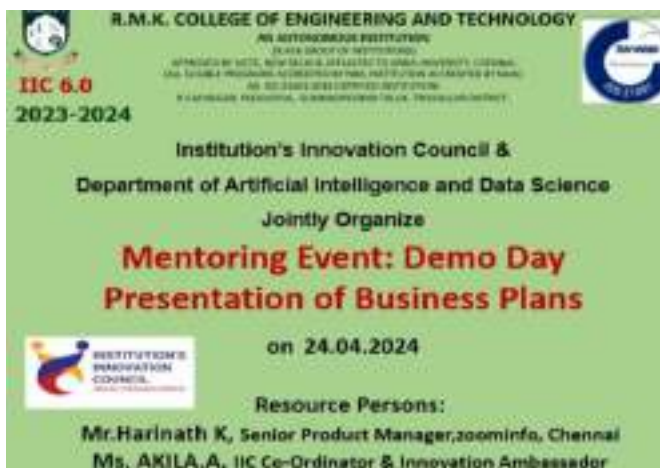 R.M.K. COLLEGE OF ENGINEERING AND TECHNOLOGY
AN AUTONOMOUS INSTITUTION
IIC 6.0
2023-2024
Institution's Innovation Council &
Department of Artificial Intelligence and Data Science
Jointly Organize
Mentoring Event: Demo Day
Presentation of Business Plans
on 24.04.2024
INSTITUTION'S
INNOVATION
COUNCIL
Resource Persons:
Mr.Harinath K, Senior Product Manager,zoominfo, Chennai
Ms. AKILA.A, IIC Co-Ordinator & Innovation Ambassador